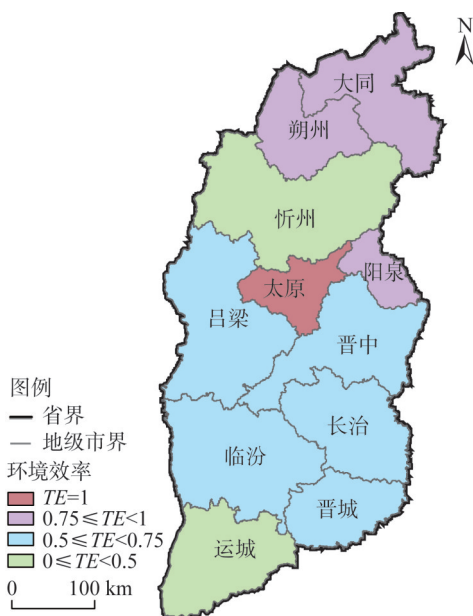 N
大同
朔州
忻州
阳泉
太原
吕梁
晋中
长治
临汾
晋城
运城
图例
省界
地级市界
环境效率
TE=1
0.75≤TE<1
0.5≤TE<0.75
0≤TE<0.5
0 100 km